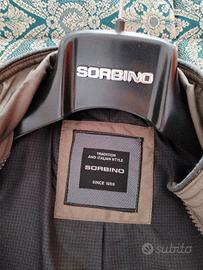 SORBINO
TRADITION
AND ITALIAN STYLE
SORBINO
SINCE 1959
subito